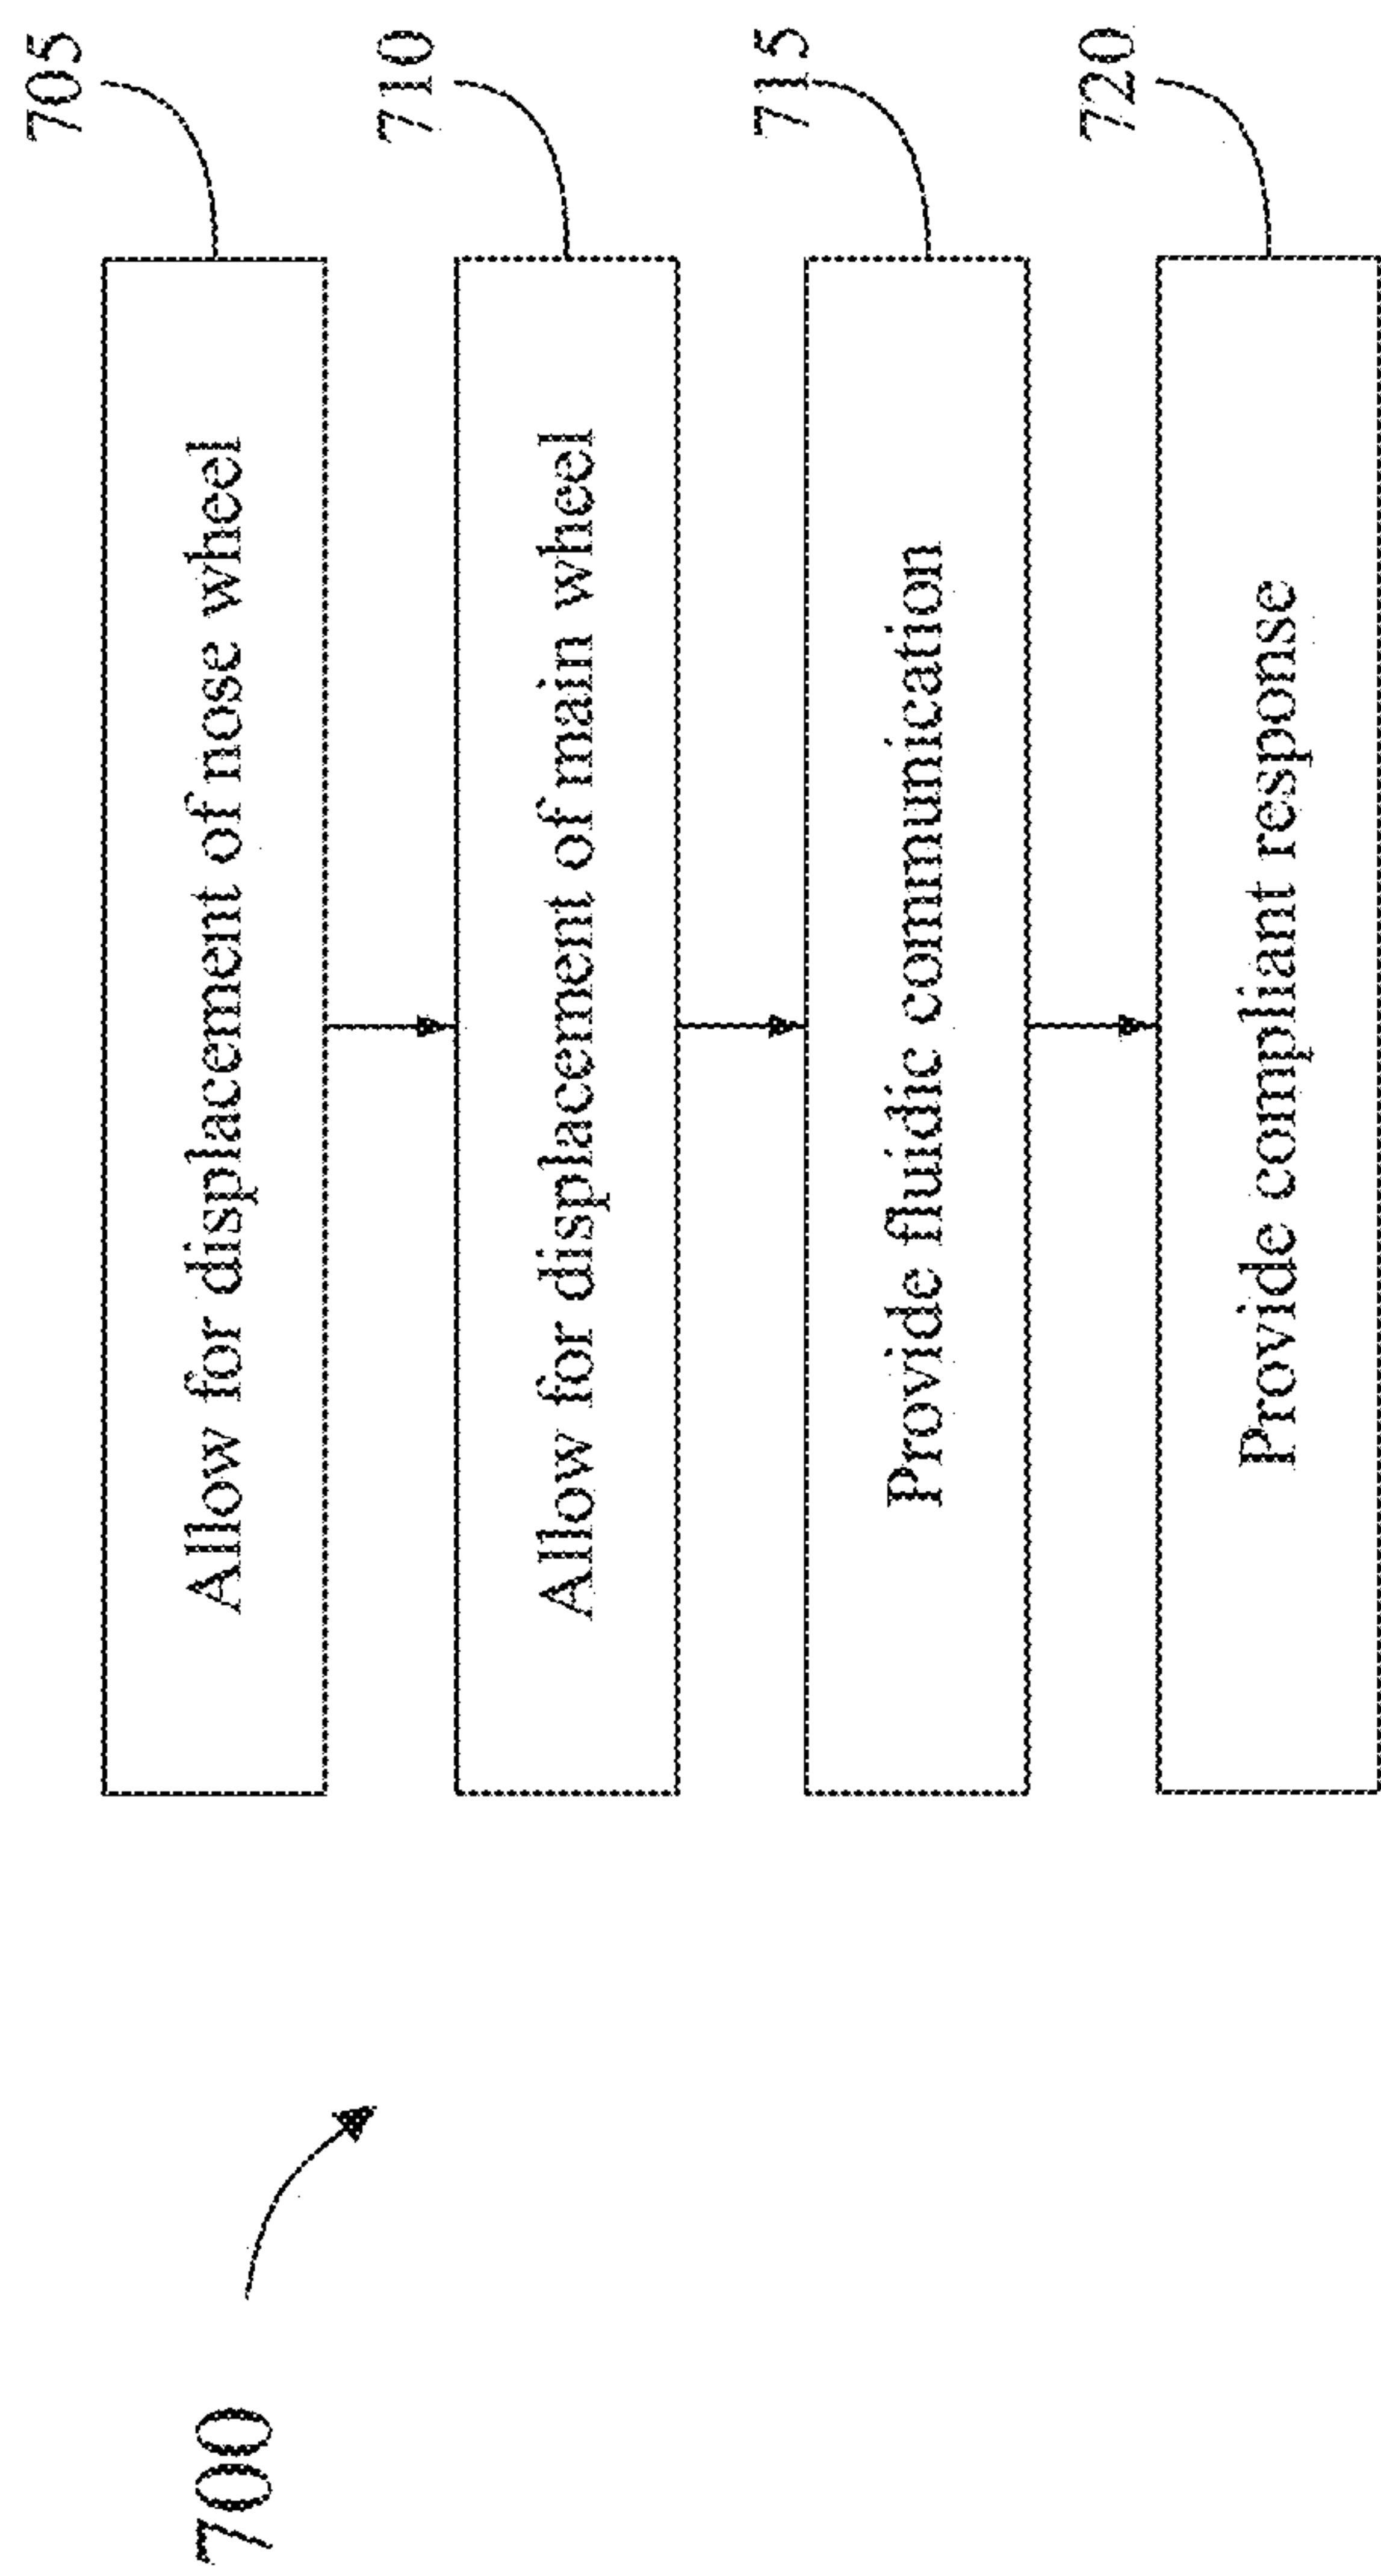 700
Allow for displacement of nose wheel
705
Allow for displacement of main wheel
710
Provide fluidic communication
715
Provide compliant response
720